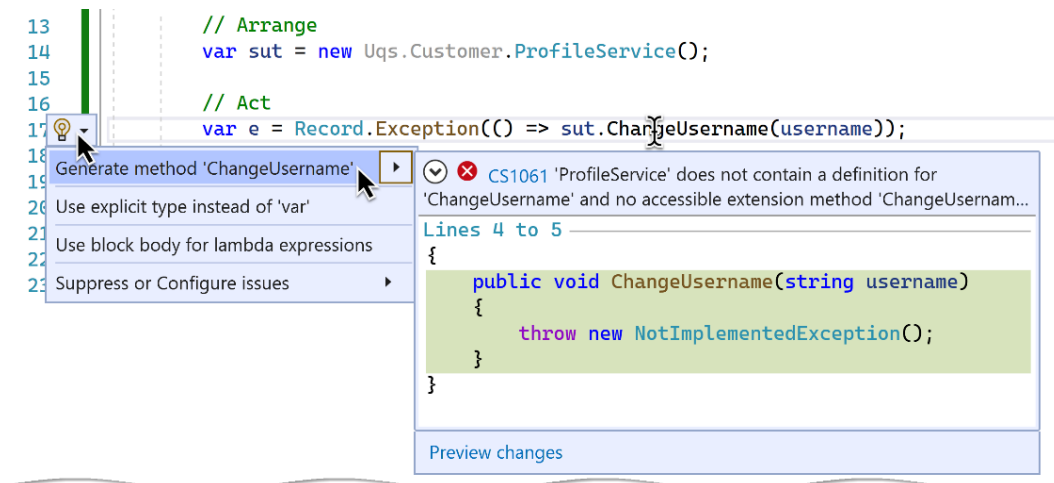 13 // Arrange
14 var sut = new Uqs.Customer.ProfileService();
15
16 // Act
17 var e = Record.Exception(() => sut.ChangeUsername(username));
18
19
20
21
22
23
Generate method 'ChangeUsername'
Use explicit type instead of 'var'
Use block body for lambda expressions
Suppress or Configure issues
CS1061 'ProfileService' does not contain a definition for
'ChangeUsername' and no accessible extension method 'ChangeUsernam...
Lines 4 to 5
{
public void ChangeUsername(string username)
{
throw new NotImplementedException();
}
}
Preview changes